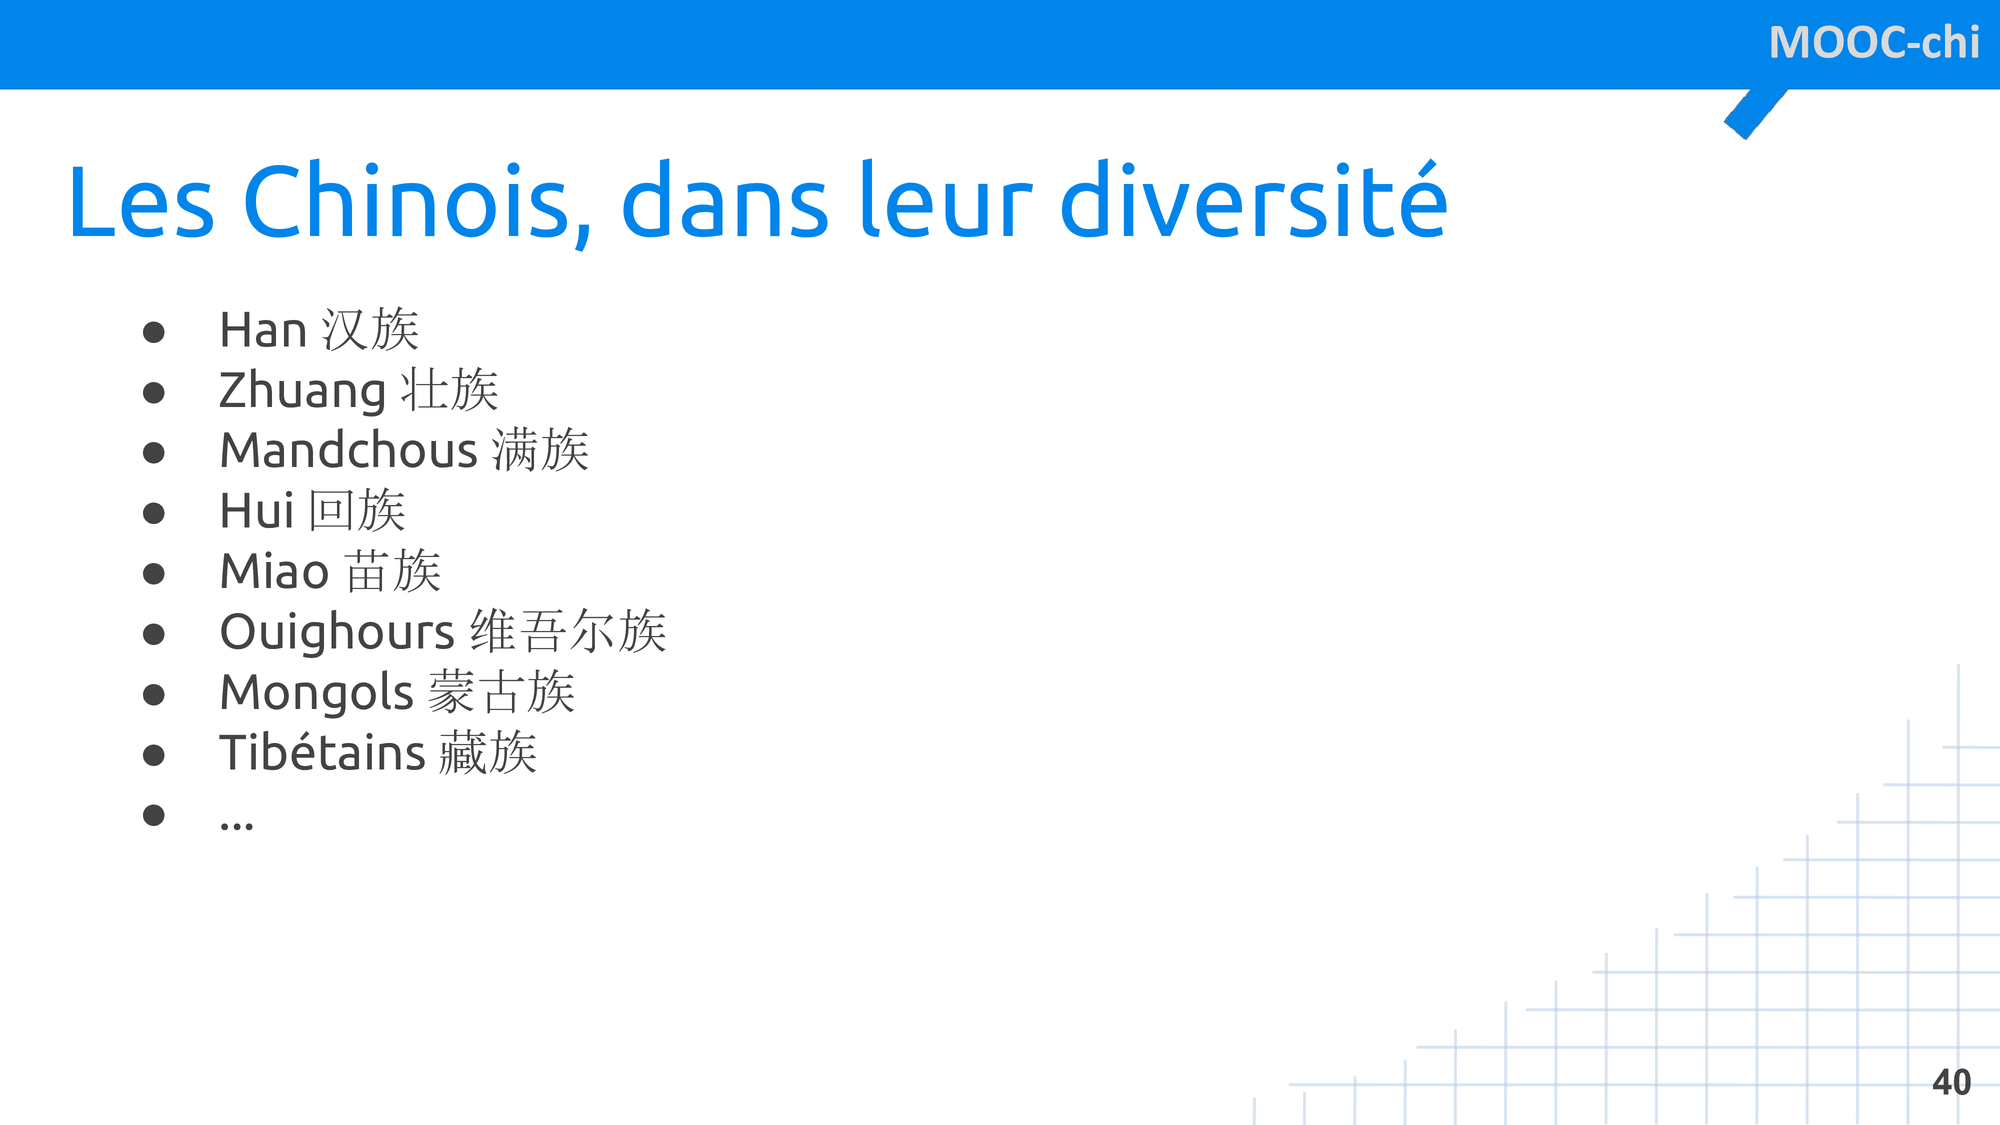 MOOC-chi
Les Chinois, dans leur diversité
● Han 汉族
● Zhuang 壮族
● Mandchous 满族
● Hui 回族
● Miao 苗族
● Ouighours 维吾尔族
● Mongols 蒙古族
● Tibétains 藏族
● ...
40